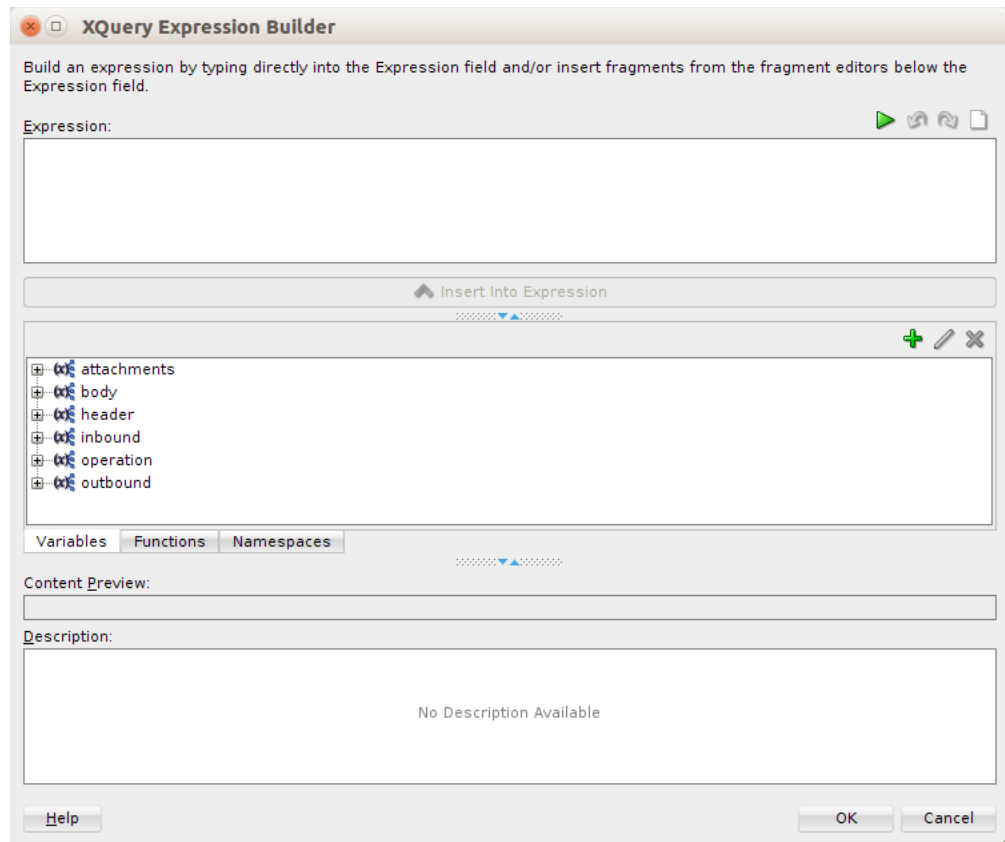 XQuery Expression Builder
Build an expression by typing directly into the Expression field and/or insert fragments from the fragment editors below the
Expression field.
Expression:
Insert Into Expression
(x) attachments
(x) body
(x) header
(x) inbound
(x) operation
(x) outbound
Variables Functions Namespaces
Content Preview:
Description:
No Description Available
Help OK Cancel